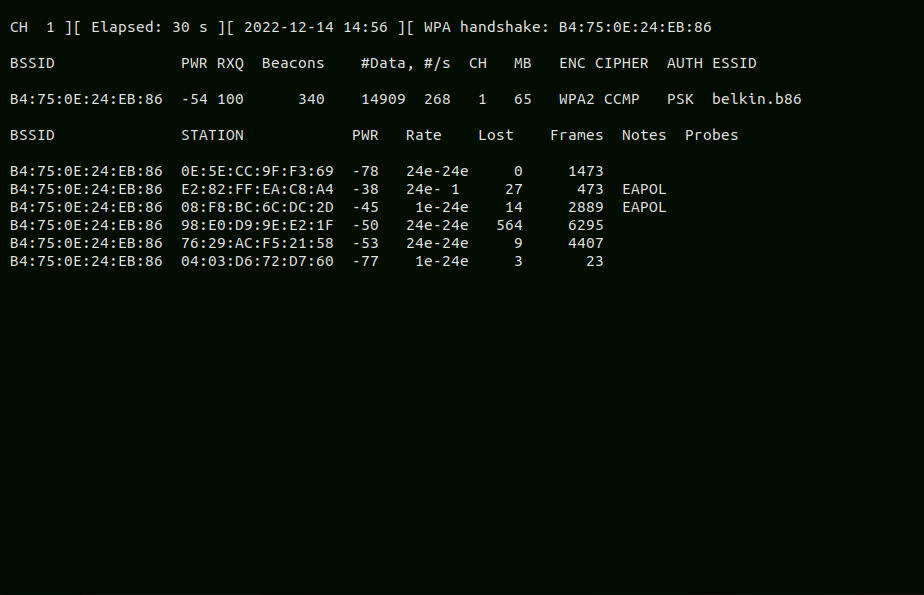 CH  1 ][ Elapsed: 30 s ][ 2022-12-14 14:56 ][ WPA handshake: B4:75:0E:24:EB:86
BSSID              PWR RXQ  Beacons    #Data, #/s  CH   MB   ENC CIPHER  AUTH ESSID
B4:75:0E:24:EB:86  -54 100      340    14909  268   1   65   WPA2 CCMP   PSK  belkin.b86
BSSID              STATION            PWR   Rate    Lost    Frames  Notes  Probes
B4:75:0E:24:EB:86  0E:5E:CC:9F:F3:69  -78   24e-24e     0     1473
B4:75:0E:24:EB:86  E2:82:FF:EA:C8:A4  -38   24e- 1     27      473  EAPOL
B4:75:0E:24:EB:86  08:F8:BC:6C:DC:2D  -45    1e-24e    14     2889  EAPOL
B4:75:0E:24:EB:86  98:E0:D9:9E:E2:1F  -50   24e-24e   564     6295
B4:75:0E:24:EB:86  76:29:AC:F5:21:58  -53   24e-24e     9     4407
B4:75:0E:24:EB:86  04:03:D6:72:D7:60  -77    1e-24e     3       23